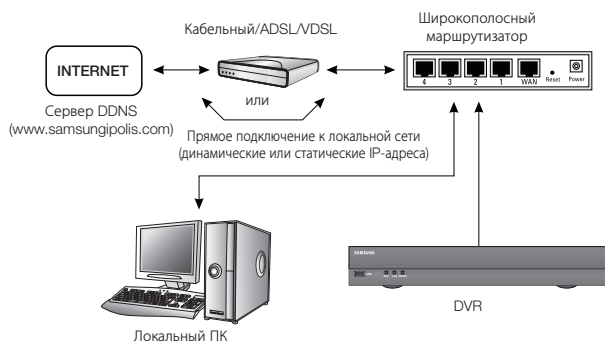 Кабельный/ADSL/VDSL
Широкополосный
маршрутизатор
INTERNET
4 3 2 1 WAN Reset Power
Сервер DDNS
(www.samsungipolis.com)
или
Прямое подключение к локальной сети
(динамические или статические IP-адреса)
SAMSUNG
DVR
Локальный ПК